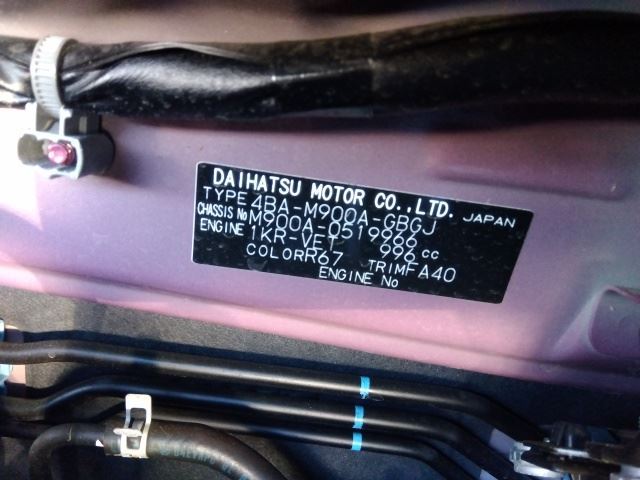 DAIHATSU MOTOR CO.,LTD. JAPAN
TYPE 4BA-M900A-GBGJ
CHASSIS No M900A-0519866
ENGINE 1KR-VET 996 cc
COLOR R67 TRIM FA40
ENGINE No